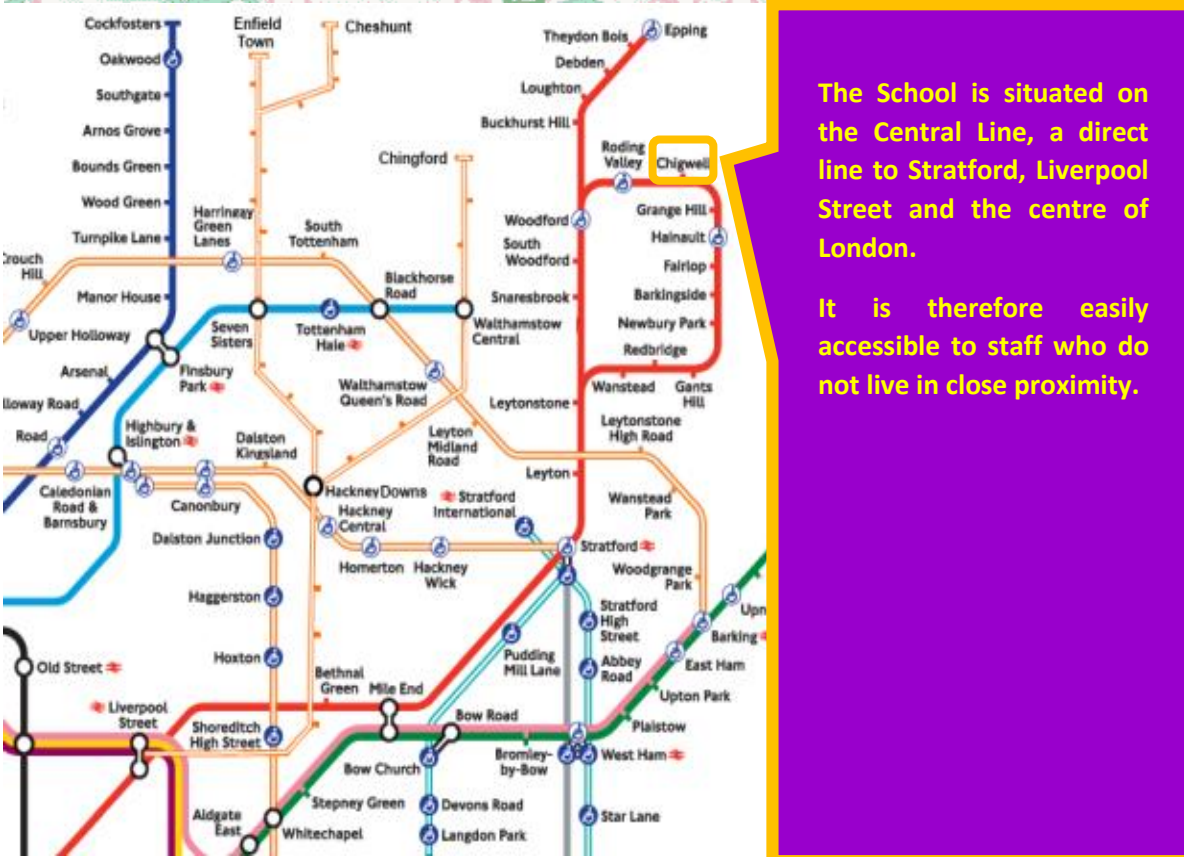 Cockfosters
Oakwood
Southgate
Arnos Grove
Bounds Green
Wood Green
Turnpike Lane
Manor House
Arsenal
lloway Road
Road
Caledonian
Road &
Barnsbury
Crouch
Hill
Upper Holloway
Harringay
Green
Lanes
South
Tottenham
Blackhorse
Road
Finsbury
Park
Seven
Sisters
Tottenham
Hale
Walthamstow
Central
Highbury &
Islington
Enfield
Town
Cheshunt
Chingford
Walthamstow
Queen's Road
Leyton
Midland
Road
Leytonstone
High Road
Wanstead
Park
Woodgrange
Park
Canonbury
Dalston
Kingsland
Hackney Downs
Hackney
Central
Homerton
Hackney
Wick
Stratford
International
Stratford
Dalston Junction
Haggerston
Hoxton
Shoreditch
High Street
Epping
Theydon Bois
Debden
Loughton
Buckhurst Hill
Roding
Valley
Chigwell
Woodford
Grange Hill
Hainault
Fairlop
Barkingside
Newbury Park
Redbridge
Wanstead
Gants
Hill
South
Woodford
Snaresbrook
Leytonstone
Leyton
Old Street
Liverpool
Street
Bethnal
Green
Mile End
Bow Road
Bow Church
Pudding
Mill Lane
Stratford
High
Street
Abbey
Road
Bromley-
by-Bow
West Ham
Star Lane
Devons Road
Langdon Park
Stepney Green
Whitechapel
Aldgate
East
Plaistow
Upton Park
East Ham
Barking
Upn
The School is situated on
the Central Line, a direct
line to Stratford, Liverpool
Street and the centre of
London.
It is therefore easily
accessible to staff who do
not live in close proximity.